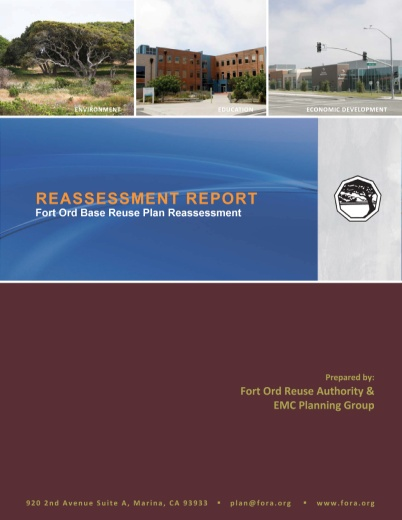 ENVIRONMENT
EDUCATION
ECONOMIC DEVELOPMENT
REASSESSMENT REPORT
Fort Ord Base Reuse Plan Reassessment
Prepared by:
Fort Ord Reuse Authority &
EMC Planning Group
920 2nd Avenue Suite A, Marina, CA 93933 • plan@fora.org • www.fora.org